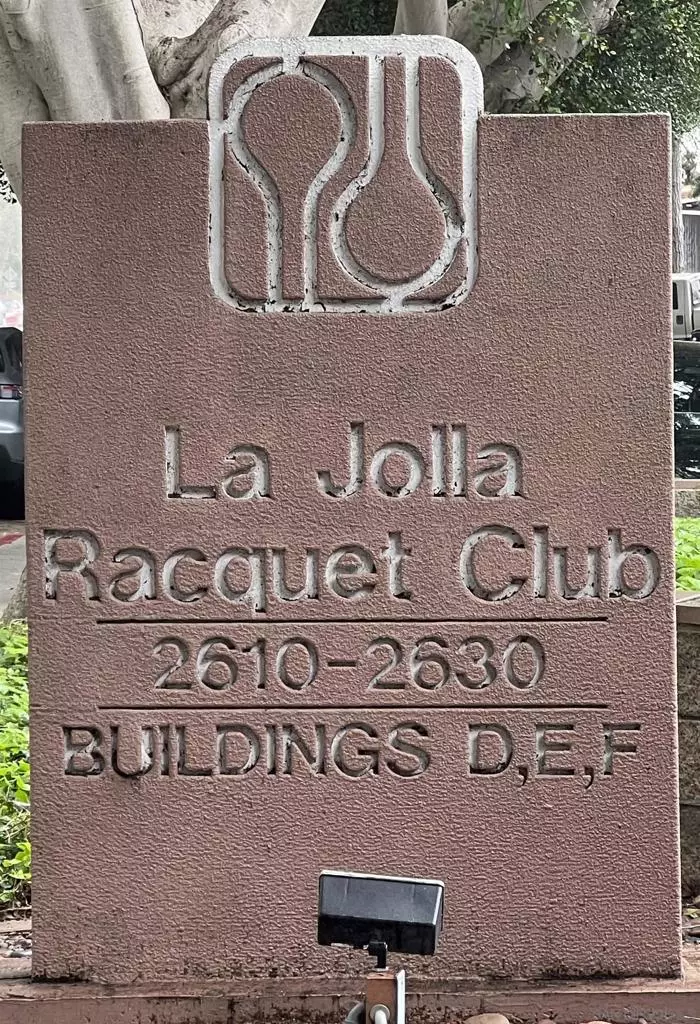 La Jolla
Racquet Club
2610-2630
BUILDINGS D,E,F